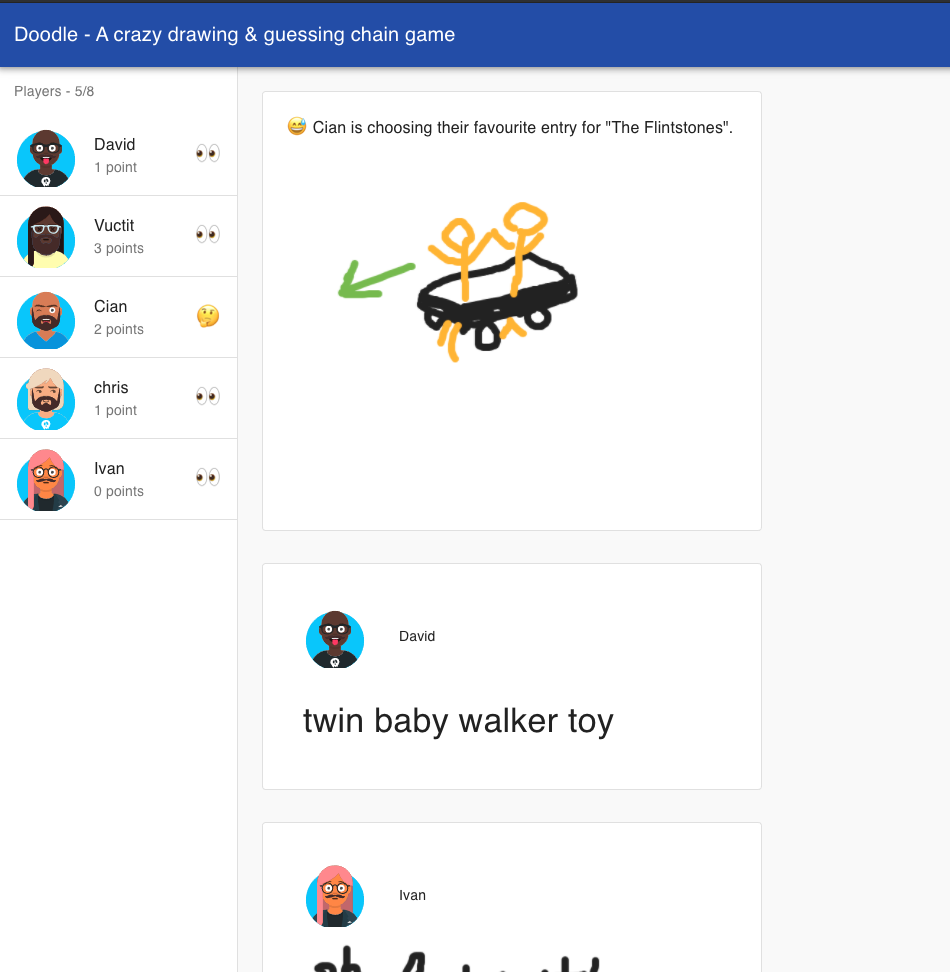 Doodle - A crazy drawing & guessing chain game
Players - 5/8
David
1 point
Vuctit
3 points
Cian
2 points
chris
1 point
Ivan
0 points
Cian is choosing their favourite entry for "The Flintstones".
David
twin baby walker toy
Ivan